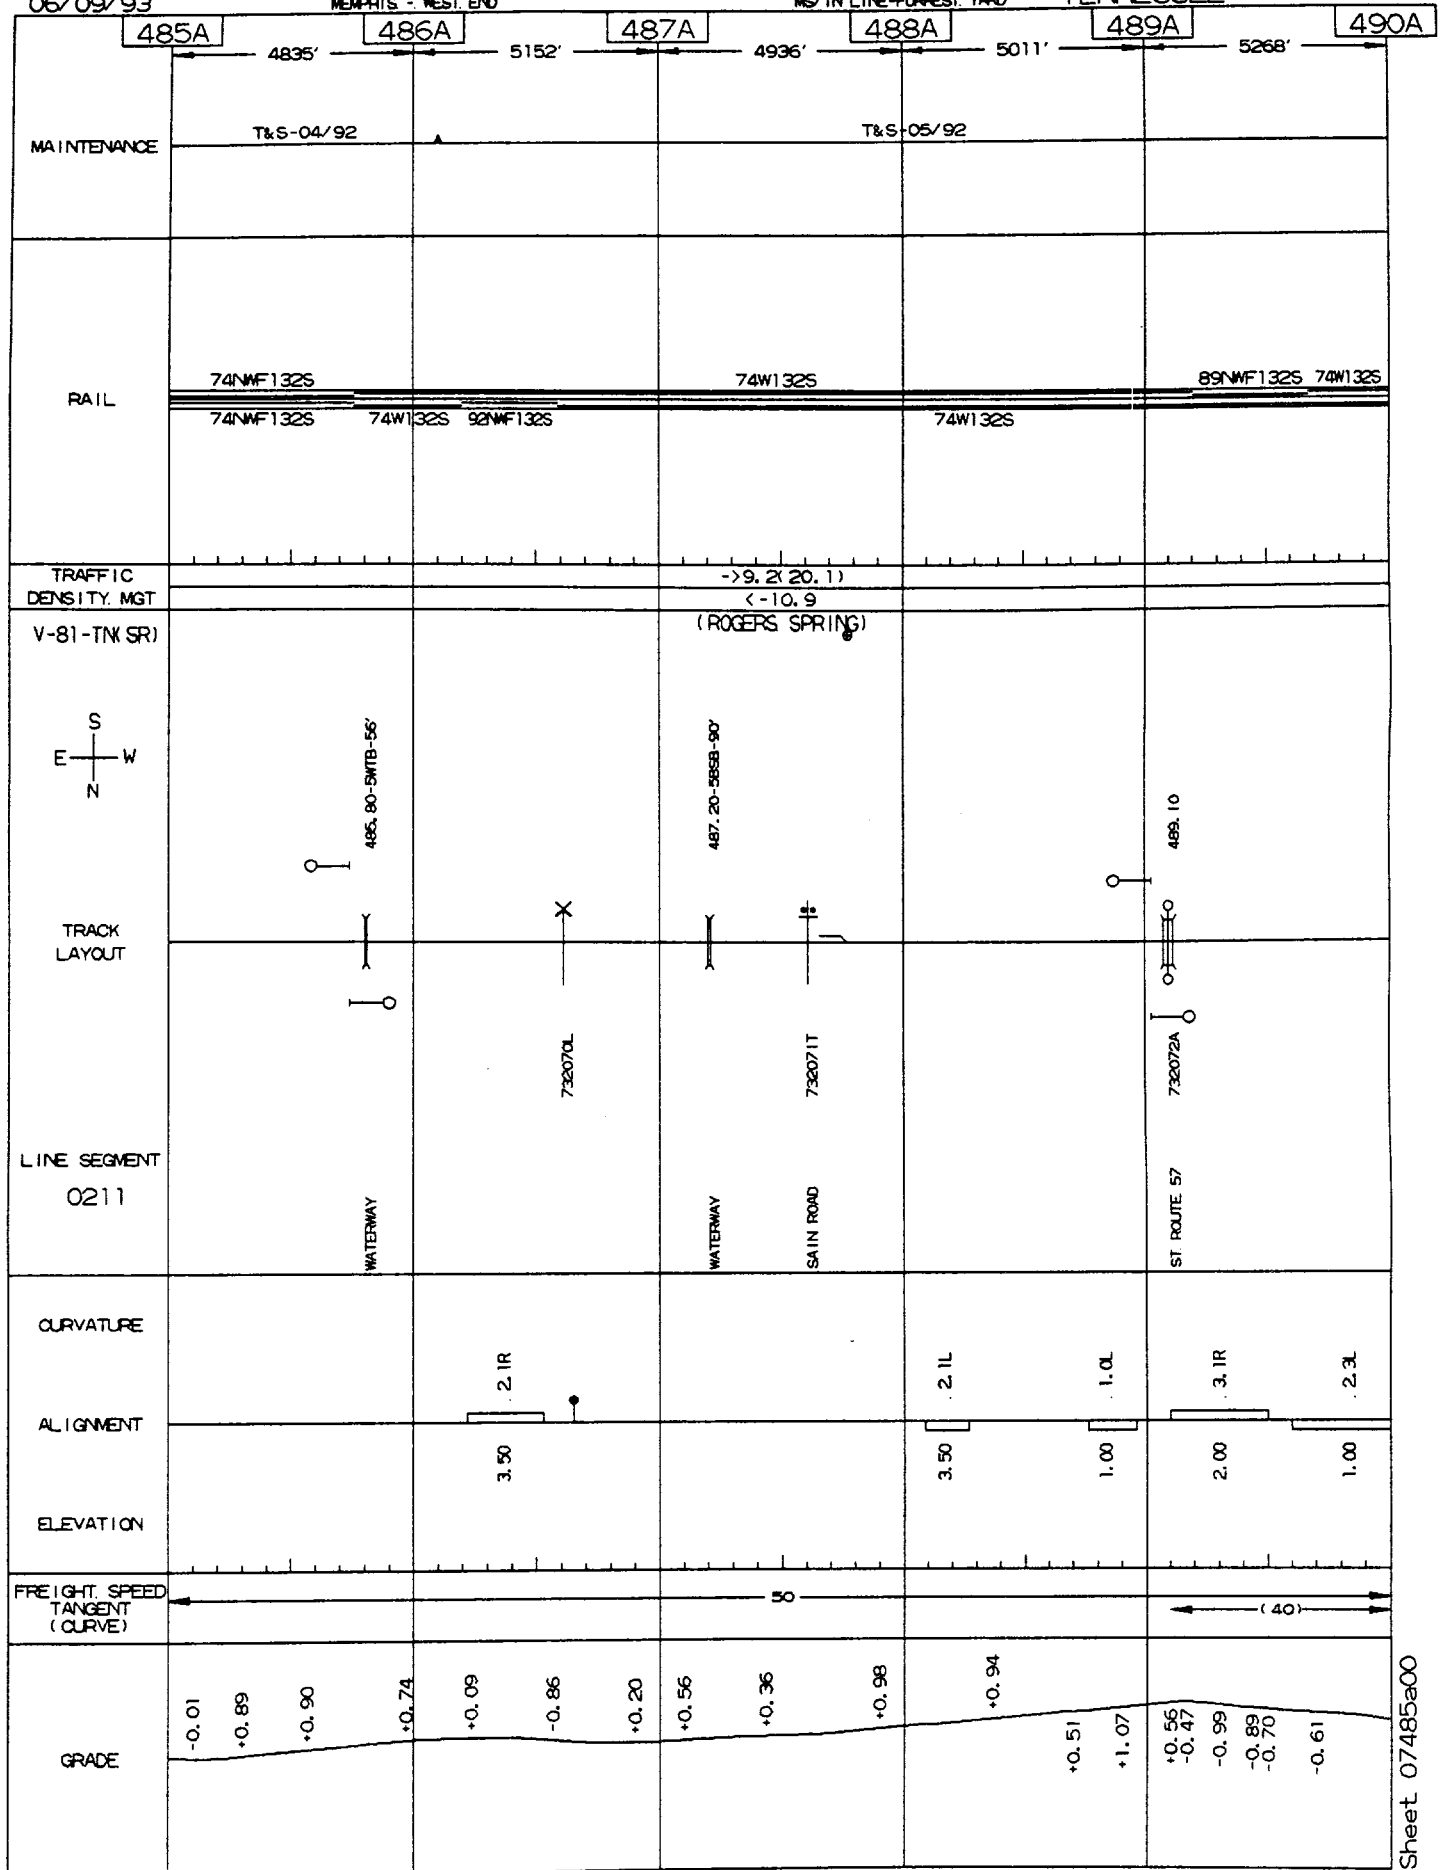 06/09/93 MEMPHIS - WEST END MS/TN LINE-FORREST YARD TENNESSEE
485A 486A 487A 488A 489A 490A
4835' 5152' 4936' 5011' 5268'
MAINTENANCE
T&S-04/92 T&S-05/92
RAIL
74NWF132S 74W132S 89NWF132S 74W132S
74NWF132S 74W132S 92NWF132S 74W132S
TRAFFIC
DENSITY. MGT
->9.2(20.1)
<-10.9
V-81-TN(SR)
(ROGERS SPRING)
S
E W
N
485.80-5WTB-56'
487.20-5BSB-90'
489.10
TRACK
LAYOUT
732070L
732071T
732072A
LINE SEGMENT
0211
WATERWAY
WATERWAY
SAIN ROAD
ST. ROUTE 57
CURVATURE
2.1R 2.1L 1.0L 3.1R 2.3L
ALIGNMENT
3.50 3.50 1.00 2.00 1.00
ELEVATION
FREIGHT. SPEED
TANGENT
(CURVE)
50
(40)
GRADE
-0.01 +0.89 +0.90 +0.74 +0.09 -0.86 +0.20 +0.56 +0.36 +0.98 +0.94
+0.51 +1.07 +0.56 -0.47 -0.99 -0.89 -0.70 -0.61
Sheet 07485a00